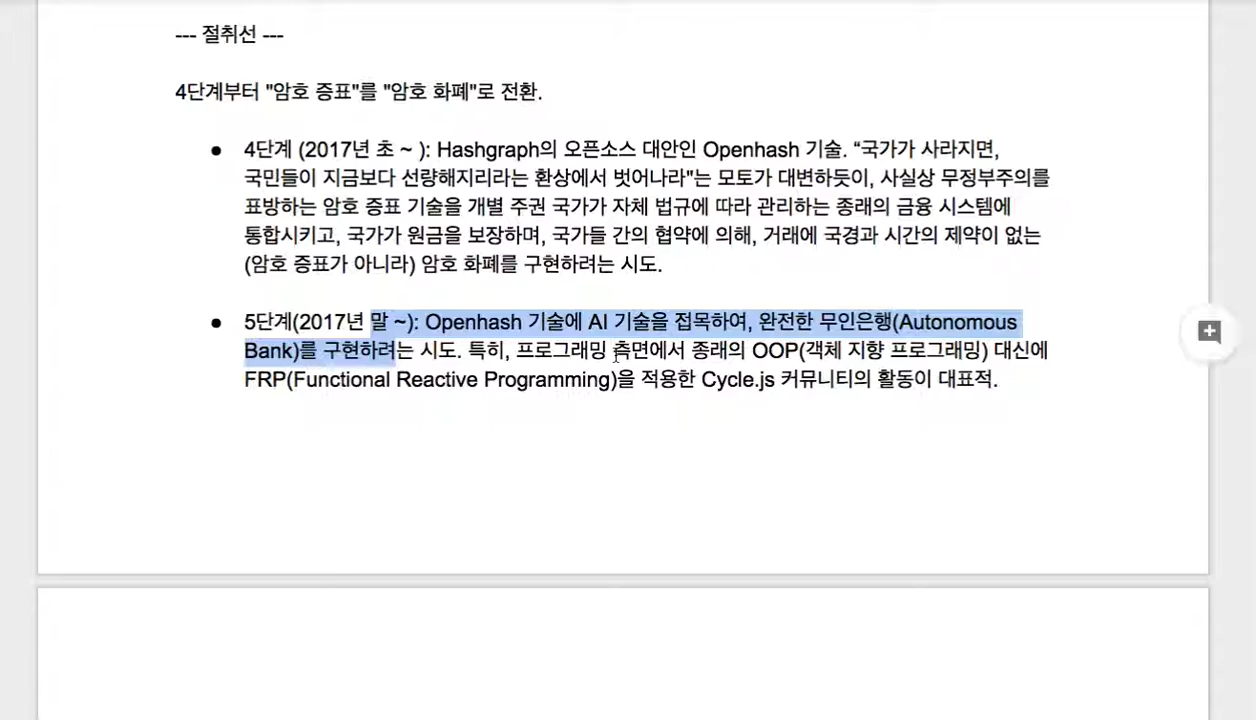 --- 절취선 ---
4단계부터 "암호 증표"를 "암호 화폐"로 전환.
● 4단계 (2017년 초 ~ ): Hashgraph의 오픈소스 대안인 Openhash 기술. “국가가 사라지면,
국민들이 지금보다 선량해지리라는 환상에서 벗어나라"는 모토가 대변하듯이, 사실상 무정부주의를
표방하는 암호 증표 기술을 개별 주권 국가가 자체 법규에 따라 관리하는 종래의 금융 시스템에
통합시키고, 국가가 원금을 보장하며, 국가들 간의 협약에 의해, 거래에 국경과 시간의 제약이 없는
(암호 증표가 아니라) 암호 화폐를 구현하려는 시도.
● 5단계(2017년 말 ~): Openhash 기술에 AI 기술을 접목하여, 완전한 무인은행(Autonomous
Bank)를 구현하려는 시도. 특히, 프로그래밍 측면에서 종래의 OOP(객체 지향 프로그래밍) 대신에
FRP(Functional Reactive Programming)을 적용한 Cycle.js 커뮤니티의 활동이 대표적.